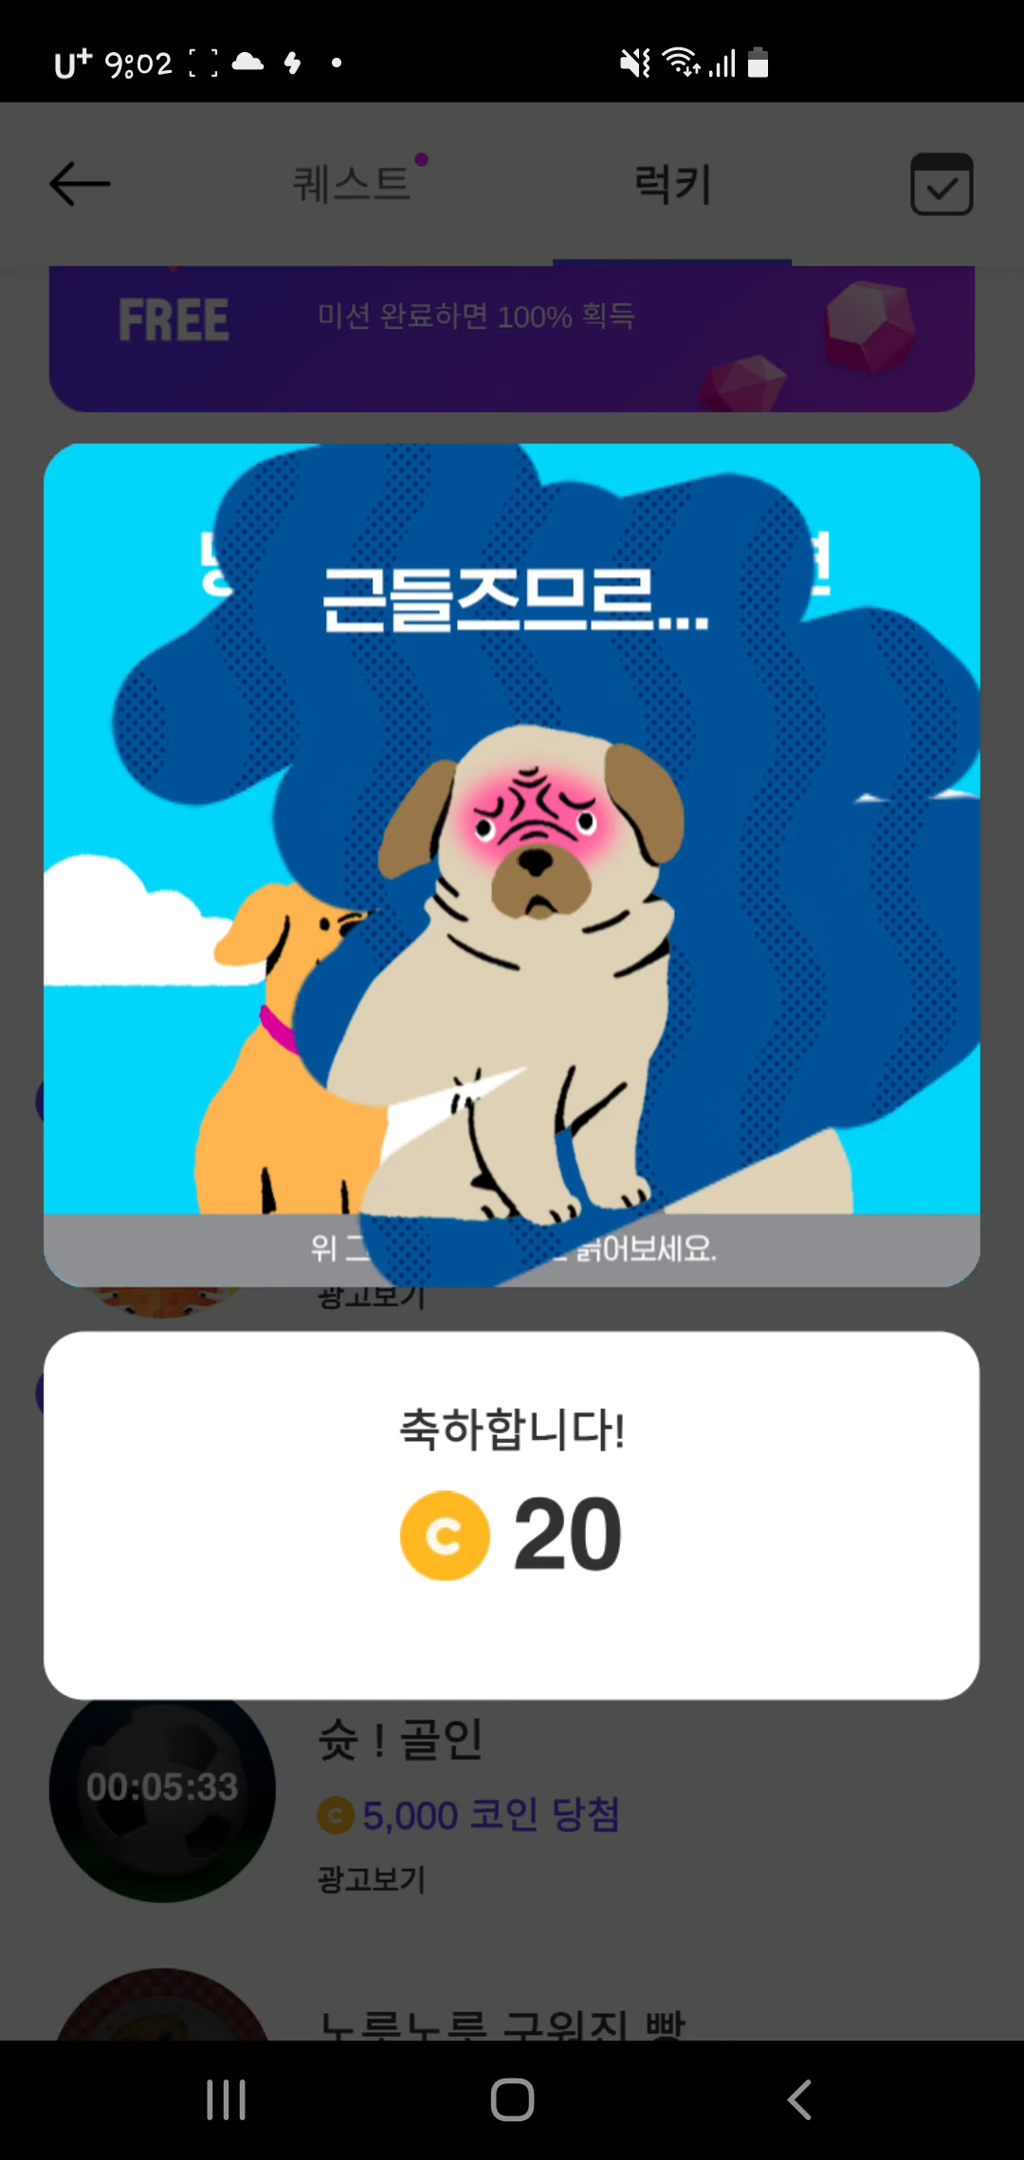 U+ 9:02
퀘스트 럭키
FREE 미션 완료하면 100% 획득
근들즈므르...
위 긁어보세요.
광고보기
축하합니다!
C 20
슛 ! 골인
00:05:33
C 5,000 코인 당첨
광고보기
노릇노릇 구워진 빵